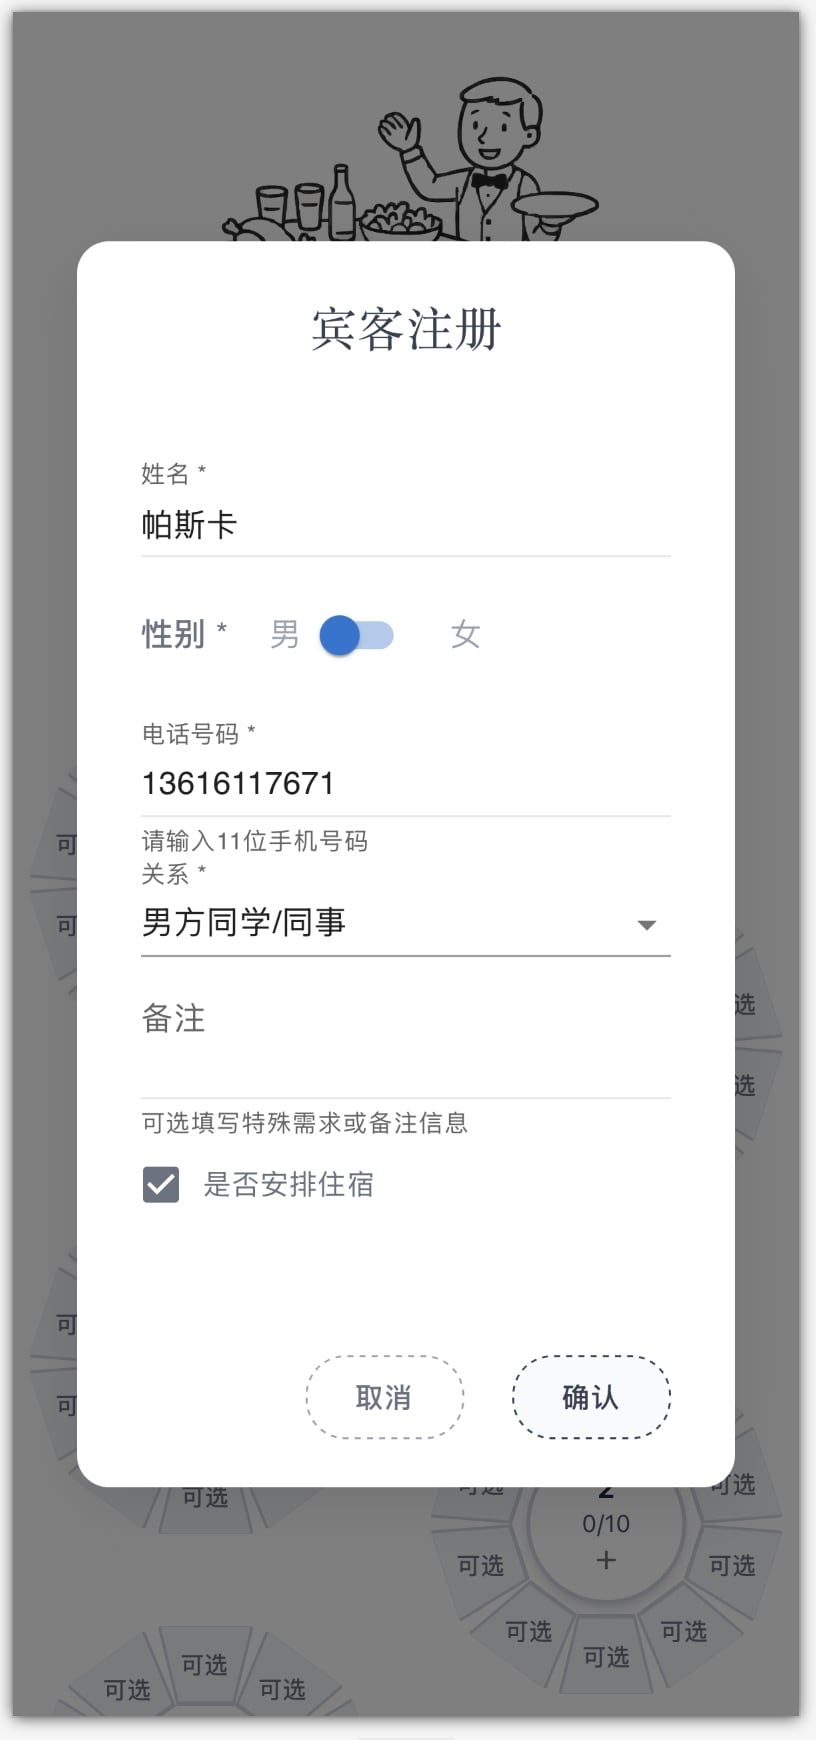 宾客注册
姓名 *
帕斯卡
性别 * 男 女
电话号码 *
13616117671
请输入11位手机号码
关系 *
男方同学/同事
备注
可选填写特殊需求或备注信息
是否安排住宿
取消 确认
可
可
选
选
可
可
可选
可选 2 可选
0/10
+
可选 可选
可选 可选
可选
可选
可选 可选